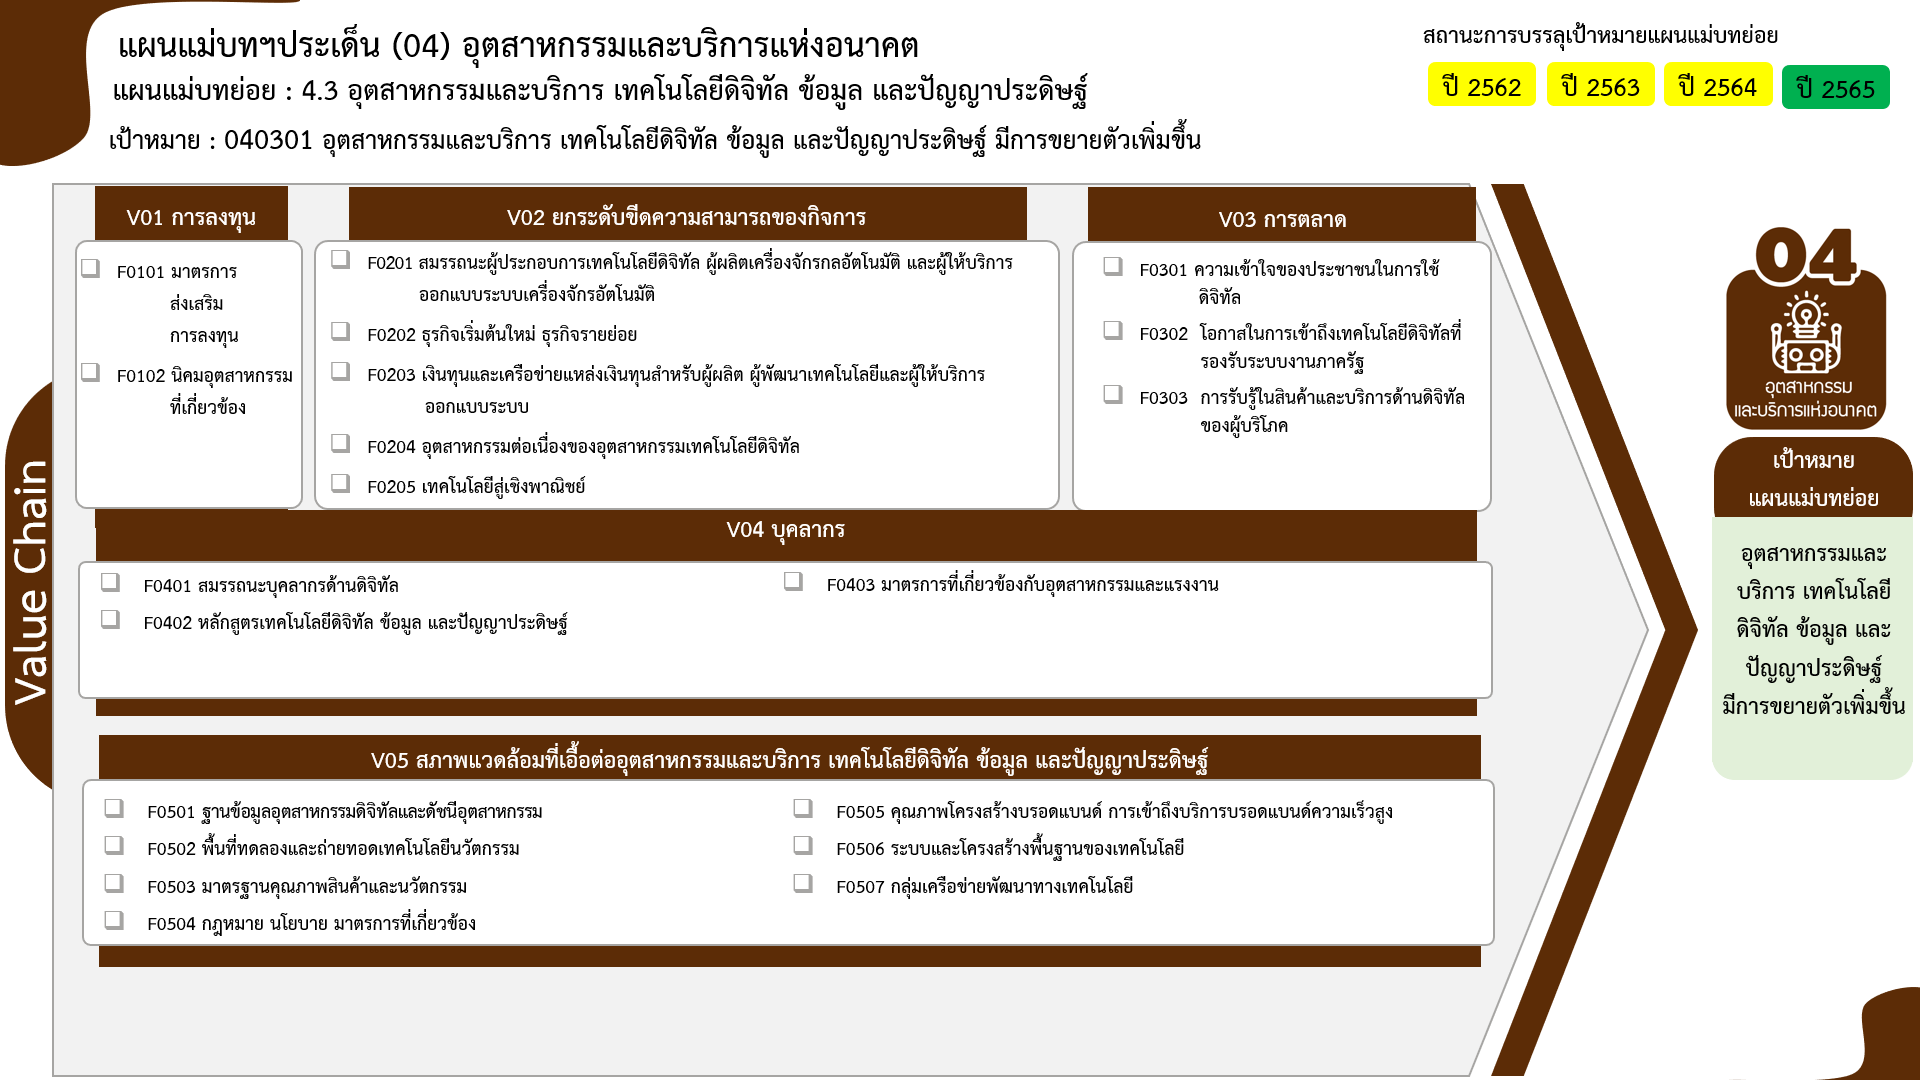 แผนแม่บทฯประเด็น (04) อุตสาหกรรมและบริการแห่งอนาคต
แผนแม่บทย่อย : 4.3 อุตสาหกรรมและบริการ เทคโนโลยีดิจิทัล ข้อมูล และปัญญาประดิษฐ์
เป้าหมาย : 040301 อุตสาหกรรมและบริการ เทคโนโลยีดิจิทัล ข้อมูล และปัญญาประดิษฐ์ มีการขยายตัวเพิ่มขึ้น
สถานะการบรรลุเป้าหมายแผนแม่บทย่อย
ปี 2562 ปี 2563 ปี 2564 ปี 2565
Value Chain
V01 การลงทุน
F0101 มาตรการ
ส่งเสริม
การลงทุน
F0102 นิคมอุตสาหกรรม
ที่เกี่ยวข้อง
V02 ยกระดับขีดความสามารถของกิจการ
F0201 สมรรถนะผู้ประกอบการเทคโนโลยีดิจิทัล ผู้ผลิตเครื่องจักรกลอัตโนมัติ และผู้ให้บริการ
ออกแบบระบบเครื่องจักรอัตโนมัติ
F0202 ธุรกิจเริ่มต้นใหม่ ธุรกิจรายย่อย
F0203 เงินทุนและเครือข่ายแหล่งเงินทุนสำหรับผู้ผลิต ผู้พัฒนาเทคโนโลยีและผู้ให้บริการ
ออกแบบระบบ
F0204 อุตสาหกรรมต่อเนื่องของอุตสาหกรรมเทคโนโลยีดิจิทัล
F0205 เทคโนโลยีสู่เชิงพาณิชย์
V03 การตลาด
F0301 ความเข้าใจของประชาชนในการใช้
ดิจิทัล
F0302 โอกาสในการเข้าถึงเทคโนโลยีดิจิทัลที่
รองรับระบบงานภาครัฐ
F0303 การรับรู้ในสินค้าและบริการด้านดิจิทัล
ของผู้บริโภค
V04 บุคลากร
F0401 สมรรถนะบุคลากรด้านดิจิทัล
F0402 หลักสูตรเทคโนโลยีดิจิทัล ข้อมูล และปัญญาประดิษฐ์
F0403 มาตรการที่เกี่ยวข้องกับอุตสาหกรรมและแรงงาน
V05 สภาพแวดล้อมที่เอื้อต่ออุตสาหกรรมและบริการ เทคโนโลยีดิจิทัล ข้อมูล และปัญญาประดิษฐ์
F0501 ฐานข้อมูลอุตสาหกรรมดิจิทัลและดัชนีอุตสาหกรรม
F0502 พื้นที่ทดลองและถ่ายทอดเทคโนโลยีนวัตกรรม
F0503 มาตรฐานคุณภาพสินค้าและนวัตกรรม
F0504 กฎหมาย นโยบาย มาตรการที่เกี่ยวข้อง
F0505 คุณภาพโครงสร้างบรอดแบนด์ การเข้าถึงบริการบรอดแบนด์ความเร็วสูง
F0506 ระบบและโครงสร้างพื้นฐานของเทคโนโลยี
F0507 กลุ่มเครือข่ายพัฒนาทางเทคโนโลยี
04
อุตสาหกรรม
และบริการแห่งอนาคต
เป้าหมาย
แผนแม่บทย่อย
อุตสาหกรรมและ
บริการ เทคโนโลยี
ดิจิทัล ข้อมูล และ
ปัญญาประดิษฐ์
มีการขยายตัวเพิ่มขึ้น